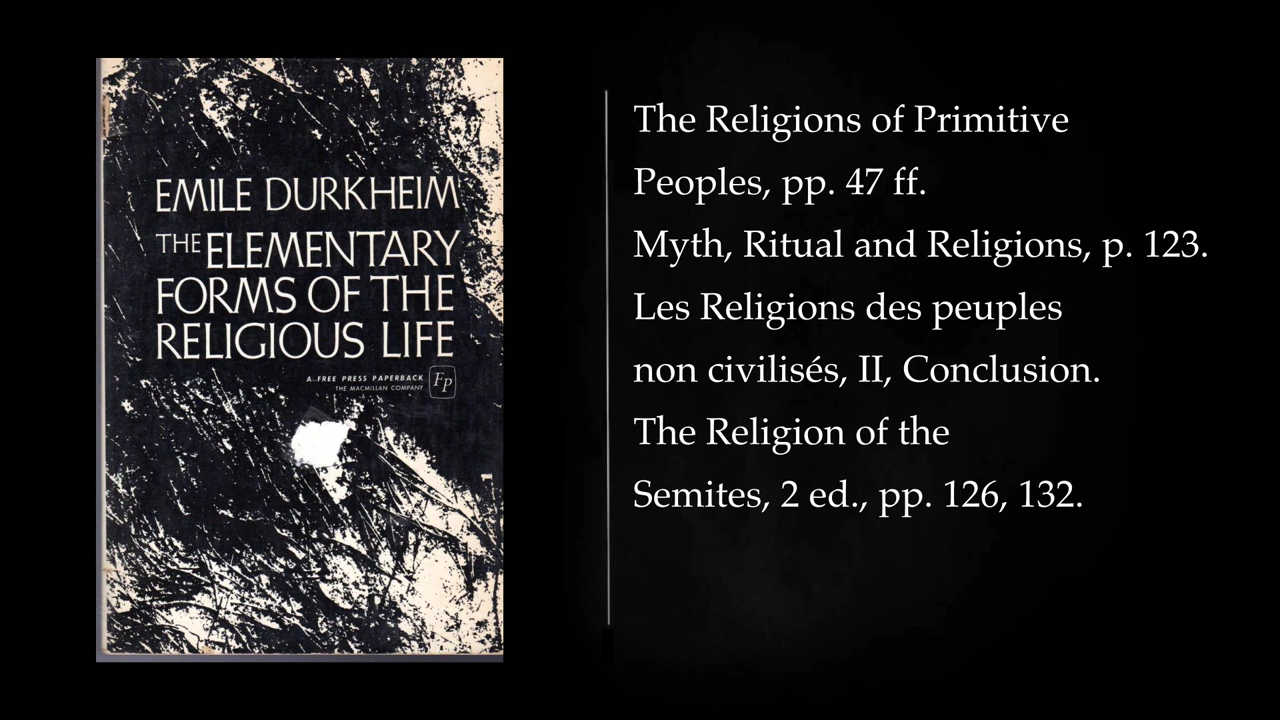 EMILE DURKHEIM
THE ELEMENTARY
FORMS OF THE
RELIGIOUS LIFE
A FREE PRESS PAPERBACK
THE MACMILLAN COMPANY
FP
The Religions of Primitive
Peoples, pp. 47 ff.
Myth, Ritual and Religions, p. 123.
Les Religions des peuples
non civilisés, II, Conclusion.
The Religion of the
Semites, 2 ed., pp. 126, 132.